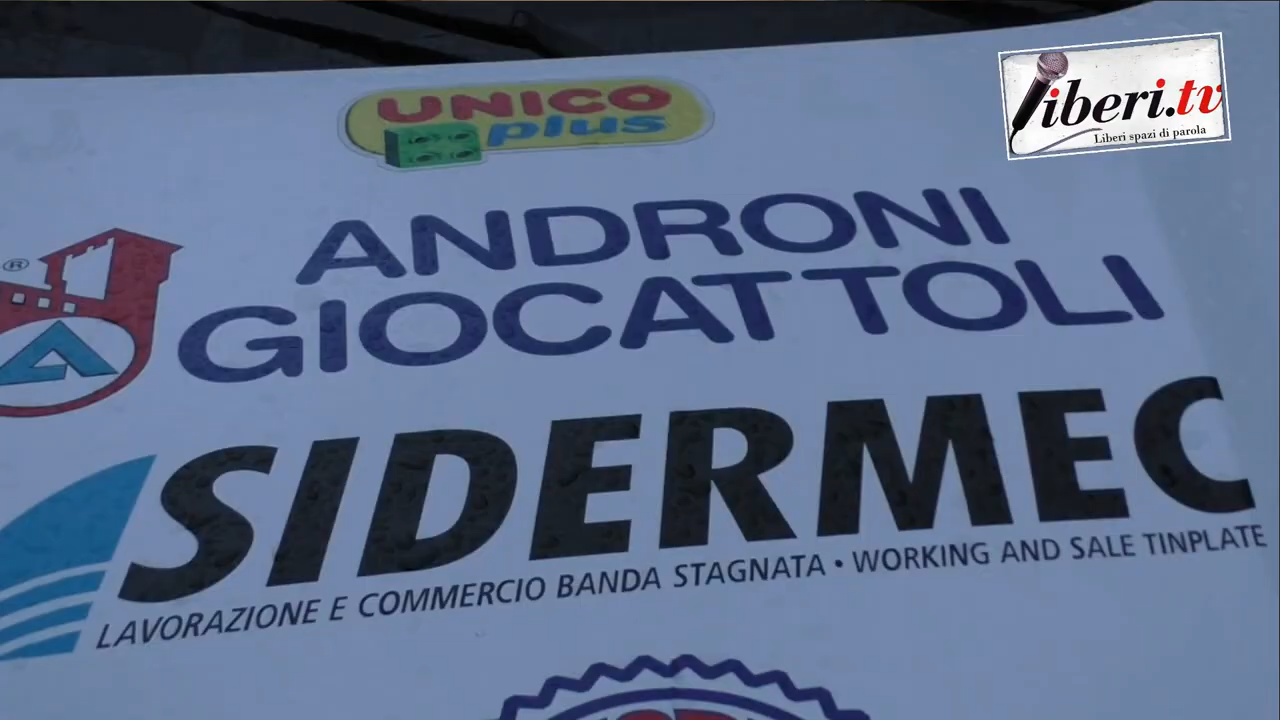 UNICO
plus
liberi.tv
Liberi spazi di parola
ANDRONI
GIOCATTOLI
®
A
SIDERMEC
LAVORAZIONE E COMMERCIO BANDA STAGNATA • WORKING AND SALE TINPLATE